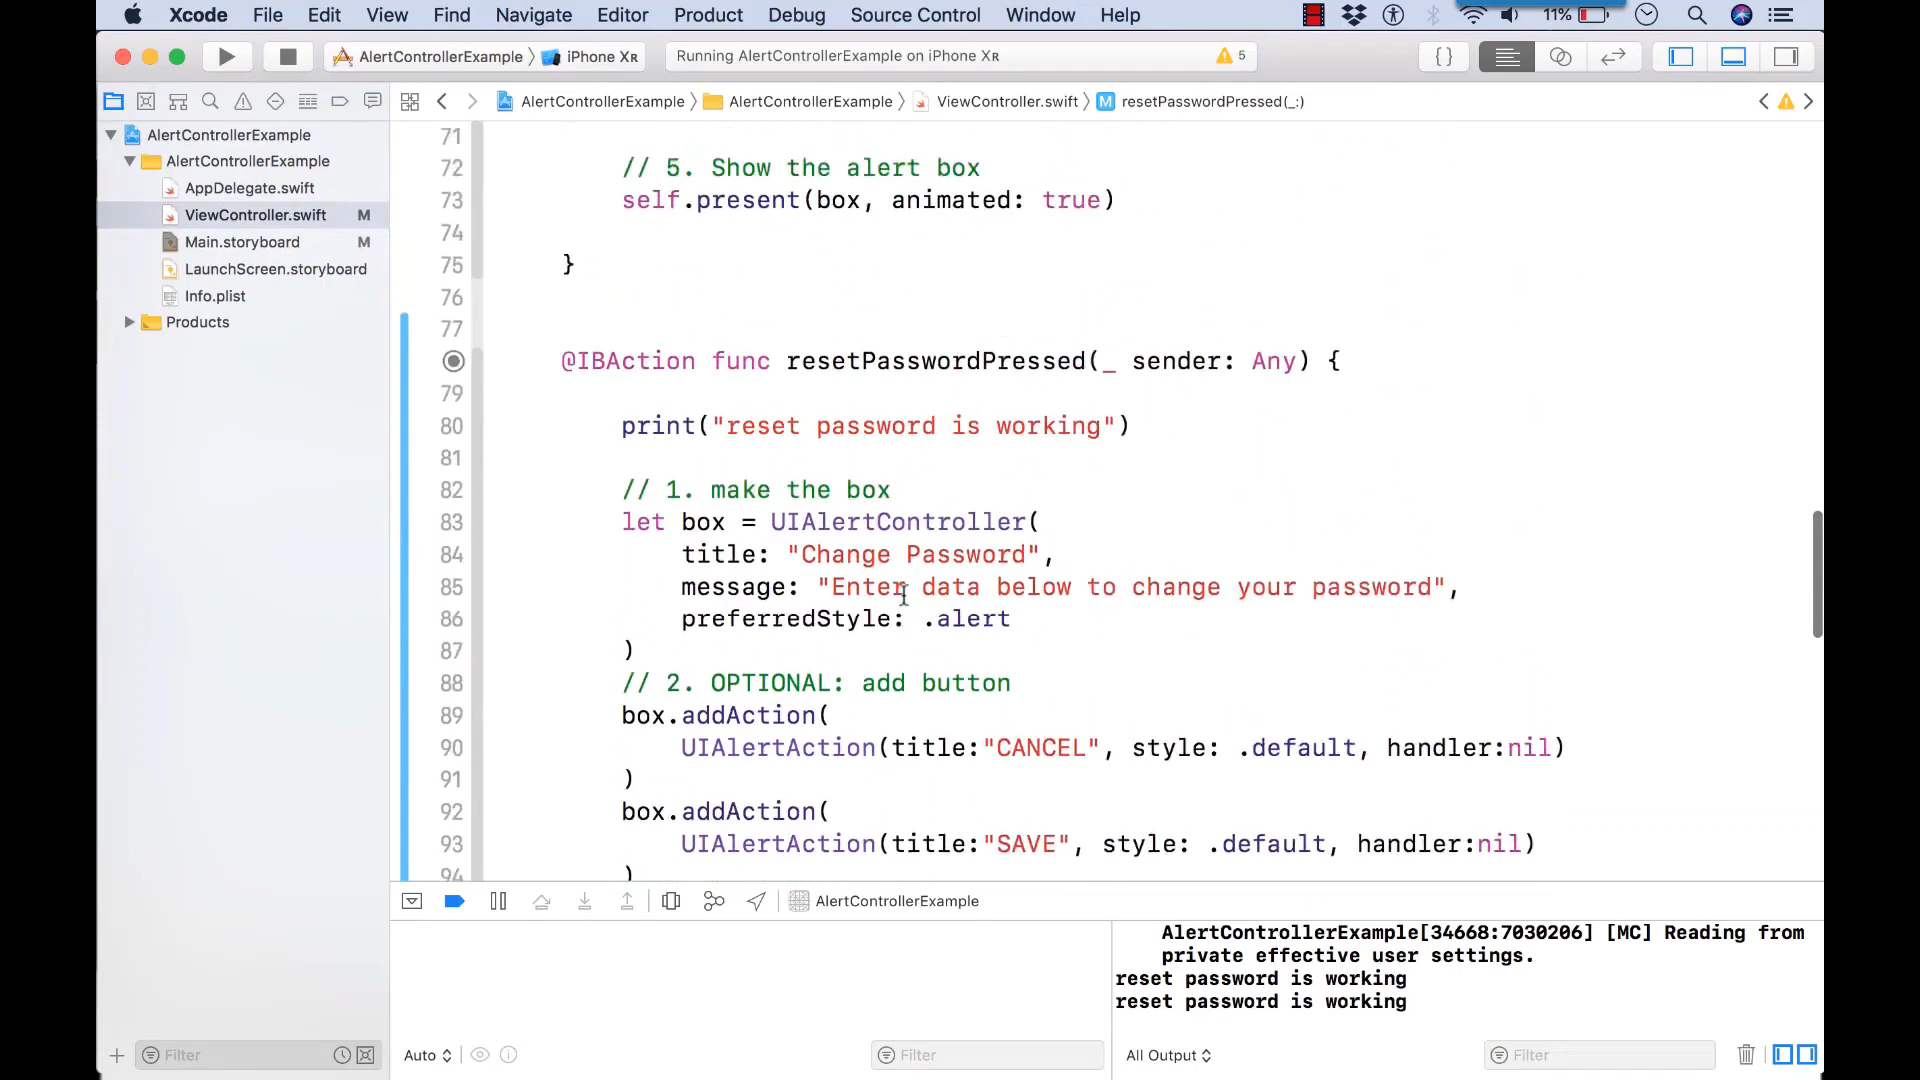 Xcode File Edit View Find Navigate Editor Product Debug Source Control Window Help 11%
AlertControllerExample iPhone XR Running AlertControllerExample on iPhone XR 5
AlertControllerExample AlertControllerExample ViewController.swift M resetPasswordPressed(_:)
AlertControllerExample
AlertControllerExample
AppDelegate.swift
ViewController.swift M
Main.storyboard M
LaunchScreen.storyboard
Info.plist
Products
71
72 // 5. Show the alert box
73 self.present(box, animated: true)
74
75 }
76
77
@IBAction func resetPasswordPressed(_ sender: Any) {
79
80 print("reset password is working")
81
82 // 1. make the box
83 let box = UIAlertController(
84 title: "Change Password",
85 message: "Enter data below to change your password",
86 preferredStyle: .alert
87 )
88 // 2. OPTIONAL: add button
89 box.addAction(
90 UIAlertAction(title:"CANCEL", style: .default, handler:nil)
91 )
92 box.addAction(
93 UIAlertAction(title:"SAVE", style: .default, handler:nil)
94 )
AlertControllerExample
AlertControllerExample[34668:7030206] [MC] Reading from
private effective user settings.
reset password is working
reset password is working
Filter Auto Filter All Output Filter